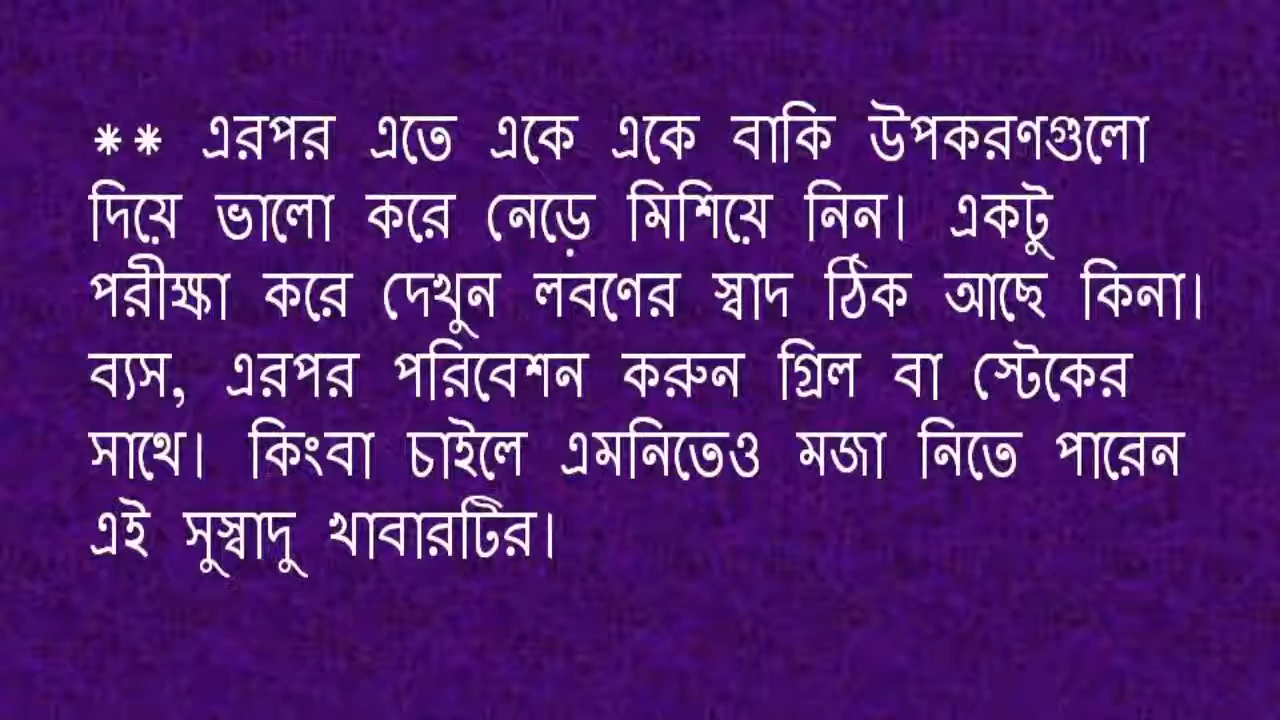 ** এরপর এতে একে একে বাকি উপকরণগুলো
দিয়ে ভালো করে নেড়ে মিশিয়ে নিন। একটু
পরীক্ষা করে দেখুন লবণের স্বাদ ঠিক আছে কিনা।
ব্যস, এরপর পরিবেশন করুন গ্রিল বা স্টেকের
সাথে। কিংবা চাইলে এমনিতেও মজা নিতে পারেন
এই সুস্বাদু খাবারটির।